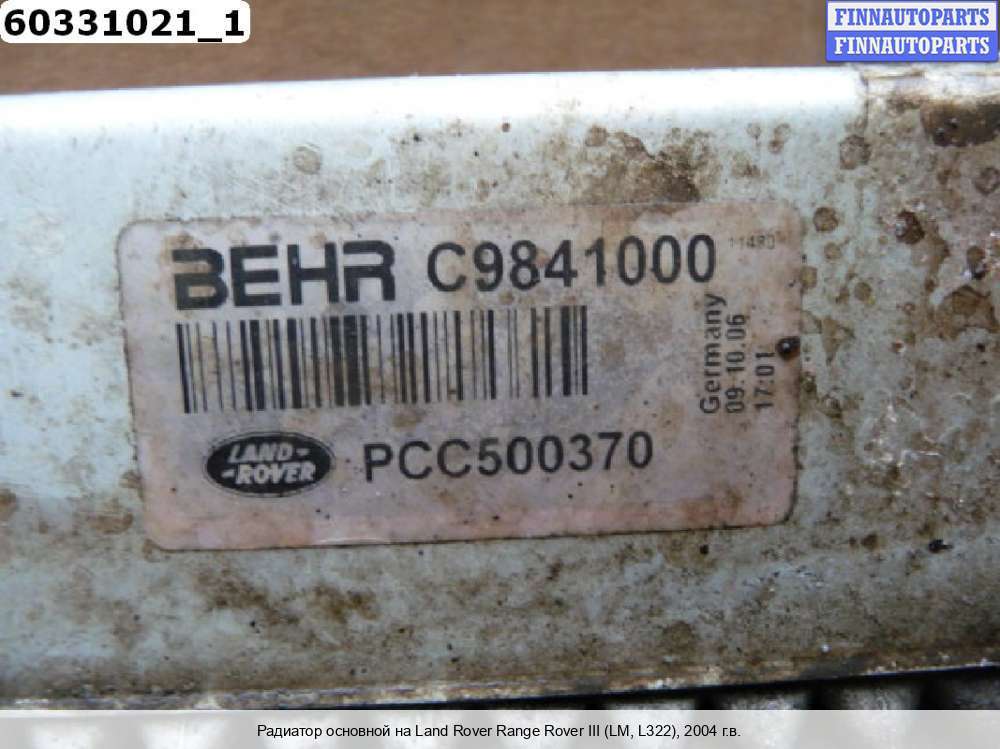 60331021_1
FINNAUTOPARTS
FINNAUTOPARTS
BEHR C9841000
Germany
09.10.06
17:01
LAND-
-ROVER
PCC500370
Радиатор основной на Land Rover Range Rover III (LM, L322), 2004 г.в.